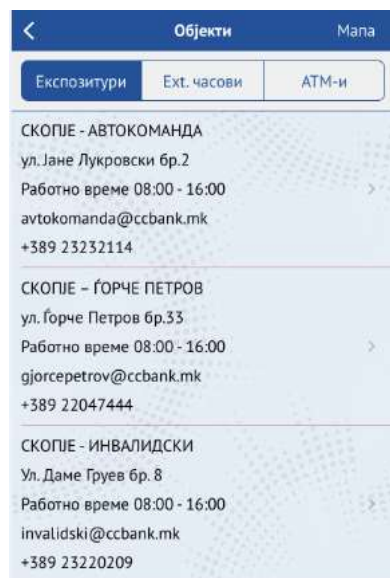 Објекти
Мапа
Експозитури
Ext. часови
АТМ-и
СКОПЈЕ - АВТОКОМАНДА
ул. Јане Лукровски бр.2
Работно време 08:00 - 16:00
avtokomanda@ccbank.mk
+389 23232114
СКОПЈЕ – ЃОРЧЕ ПЕТРОВ
ул. Ѓорче Петров бр.33
Работно време 08:00 - 16:00
gjorcepetrov@ccbank.mk
+389 22047444
СКОПЈЕ - ИНВАЛИДСКИ
Ул. Даме Груев бр. 8
Работно време 08:00 - 16:00
invalidski@ccbank.mk
+389 23220209